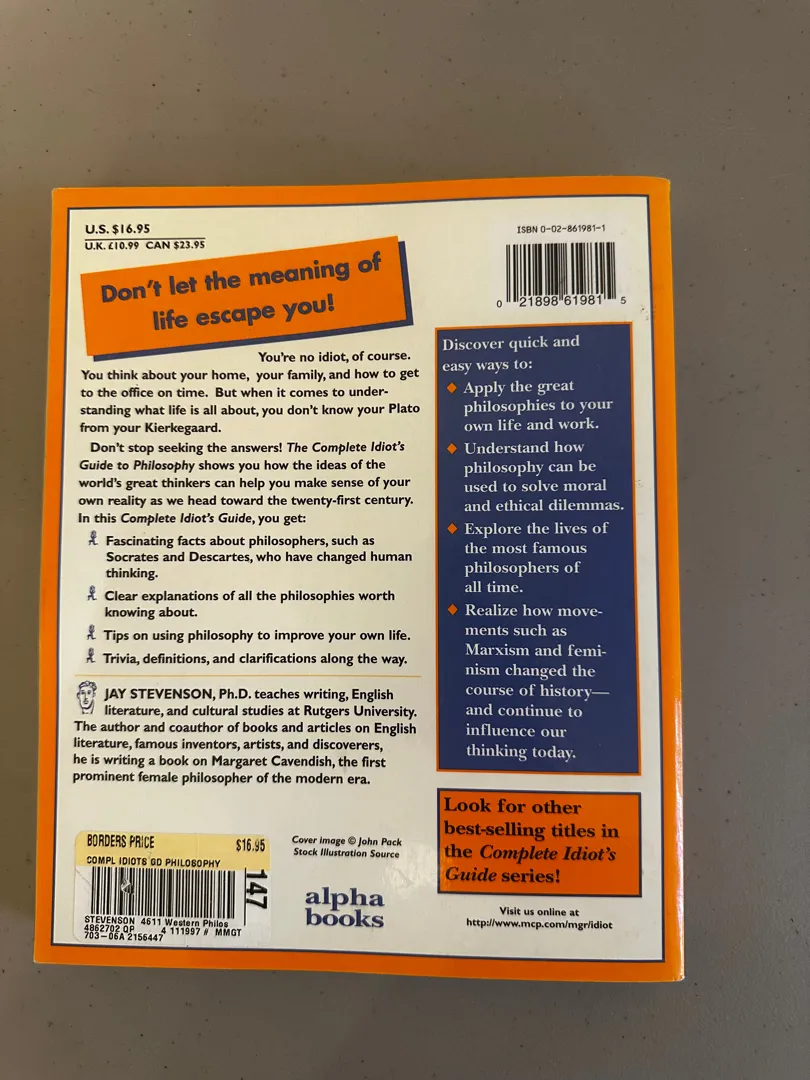 U.S. $16.95
U.K. £10.99 CAN $23.95
ISBN 0-02-861981-1
0 21898 61981 5
Don't let the meaning of
life escape you!
You're no idiot, of course.
You think about your home, your family, and how to get
to the office on time. But when it comes to under-
standing what life is all about, you don't know your Plato
from your Kierkegaard.
Don't stop seeking the answers! The Complete Idiot's
Guide to Philosophy shows you how the ideas of the
world's great thinkers can help you make sense of your
own reality as we head toward the twenty-first century.
In this Complete Idiot's Guide, you get:
Fascinating facts about philosophers, such as
Socrates and Descartes, who have changed human
thinking.
Clear explanations of all the philosophies worth
knowing about.
Tips on using philosophy to improve your own life.
Trivia, definitions, and clarifications along the way.
JAY STEVENSON, Ph.D. teaches writing, English
literature, and cultural studies at Rutgers University.
The author and coauthor of books and articles on English
literature, famous inventors, artists, and discoverers,
he is writing a book on Margaret Cavendish, the first
prominent female philosopher of the modern era.
Discover quick and
easy ways to:
Apply the great
philosophies to your
own life and work.
Understand how
philosophy can be
used to solve moral
and ethical dilemmas.
Explore the lives of
the most famous
philosophers of
all time.
Realize how move-
ments such as
Marxism and femi-
nism changed the
course of history—
and continue to
influence our
thinking today.
Look for other
best-selling titles in
the Complete Idiot's
Guide series!
Visit us online at
http://www.mcp.com/mgr/idiot
Cover image © John Pack
Stock Illustration Source
alpha
books
BORDERS PRICE $16.95
COMPL IDIOTS GD PHILOSOPHY
147
STEVENSON 4611 Western Philos
4862702 QP 4 111997 # MMGT
703-06A 2156447